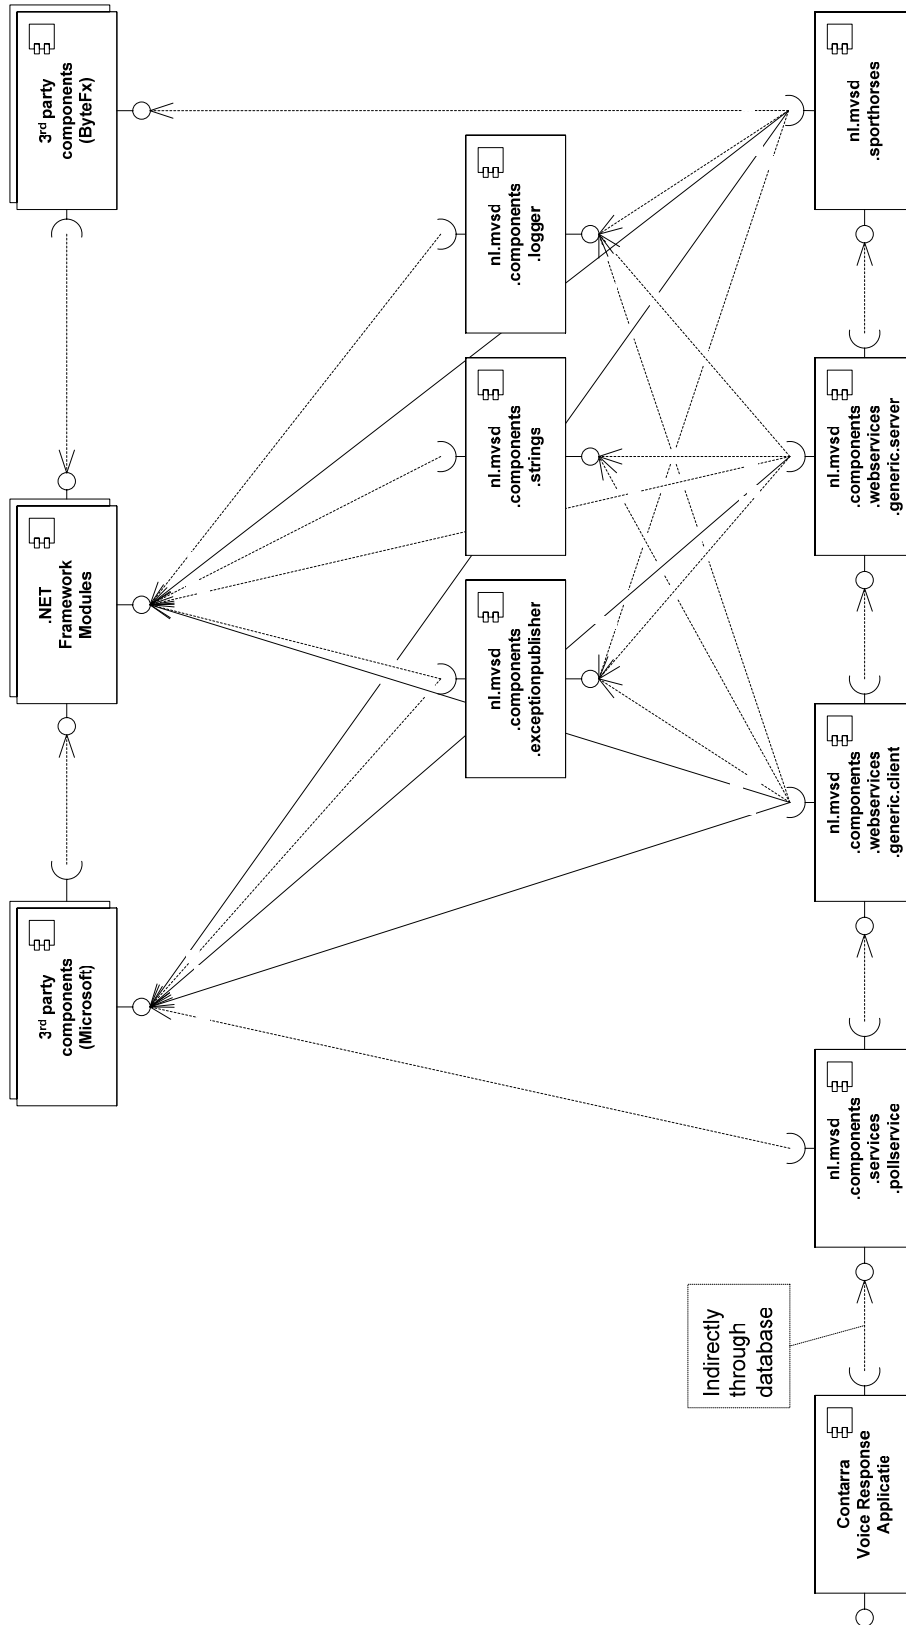 3rd party
components
(ByteFx)
.NET
Framework
Modules
3rd party
components
(Microsoft)
nl.mvsd
.components
.logger
nl.mvsd
.components
.strings
nl.mvsd
.components
.exceptionpublisher
nl.mvsd
.sporthorses
nl.mvsd
.components
.webservices
.generic.server
nl.mvsd
.components
.webservices
.generic.client
nl.mvsd
.components
.services
.pollservice
Indirectly
through
database
Contarra
Voice Response
Applicatie